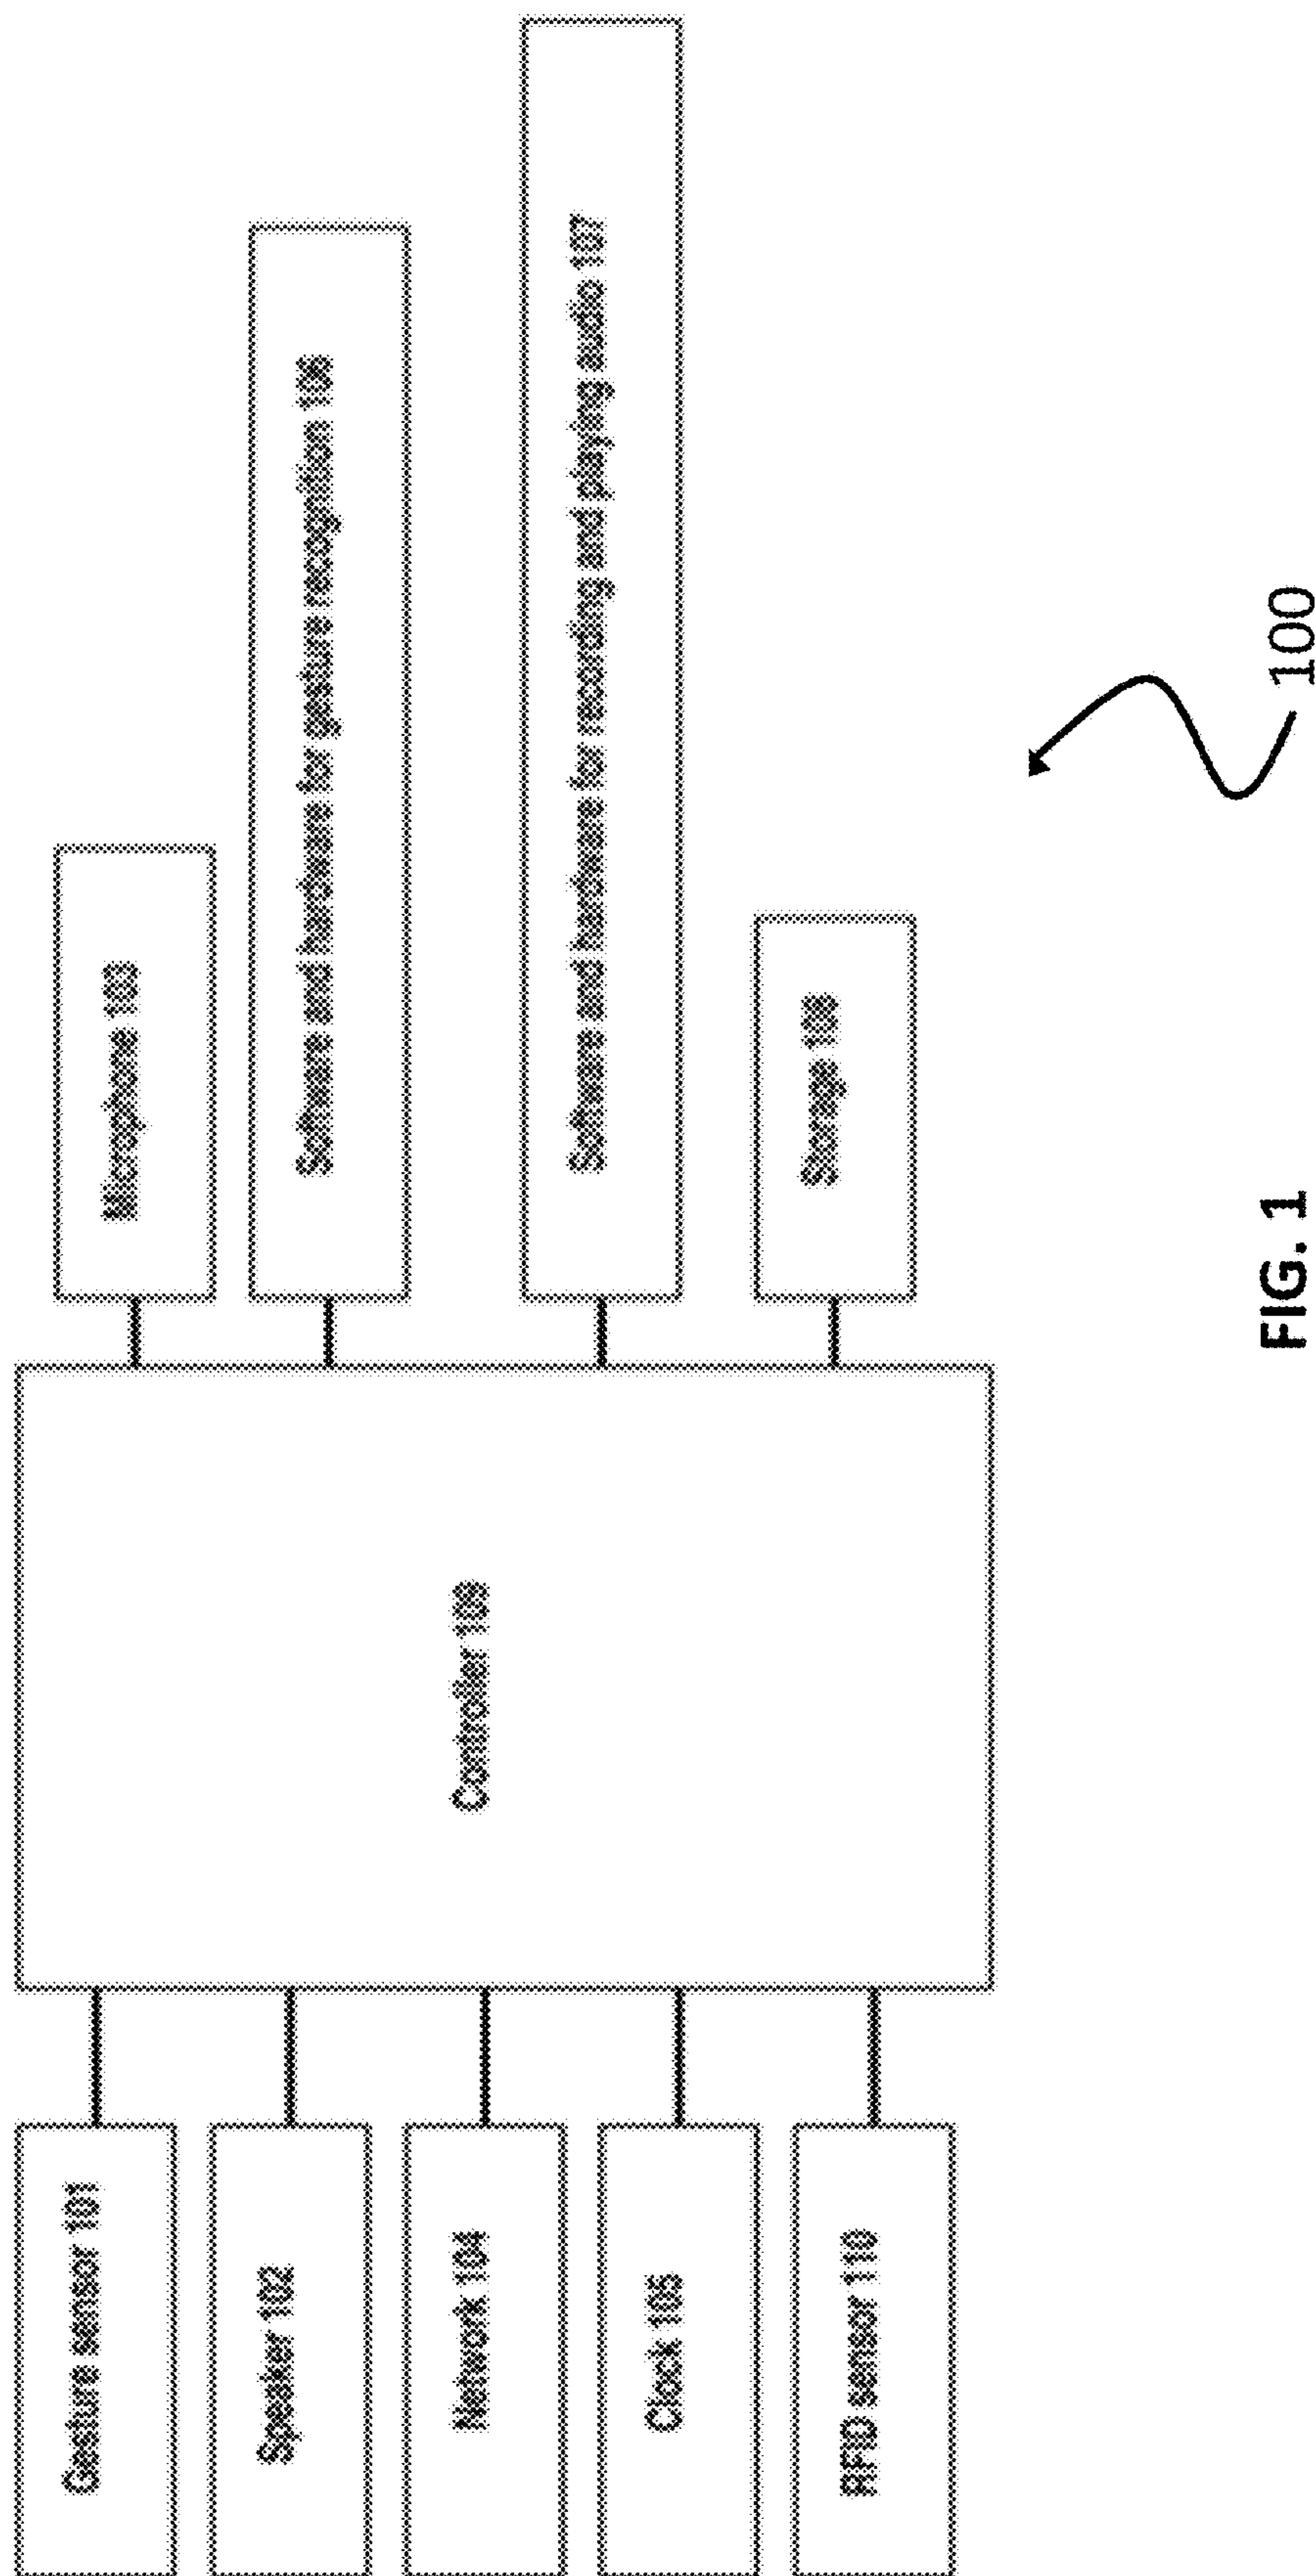 Gesture sensor 101
Speaker 102
Network 104
Clock 105
RFID sensor 110
Controller 109
Microphone 103
Software and hardware for gesture recognition 106
Software and hardware for recording and playing audio 107
Storage 108
100
FIG. 1